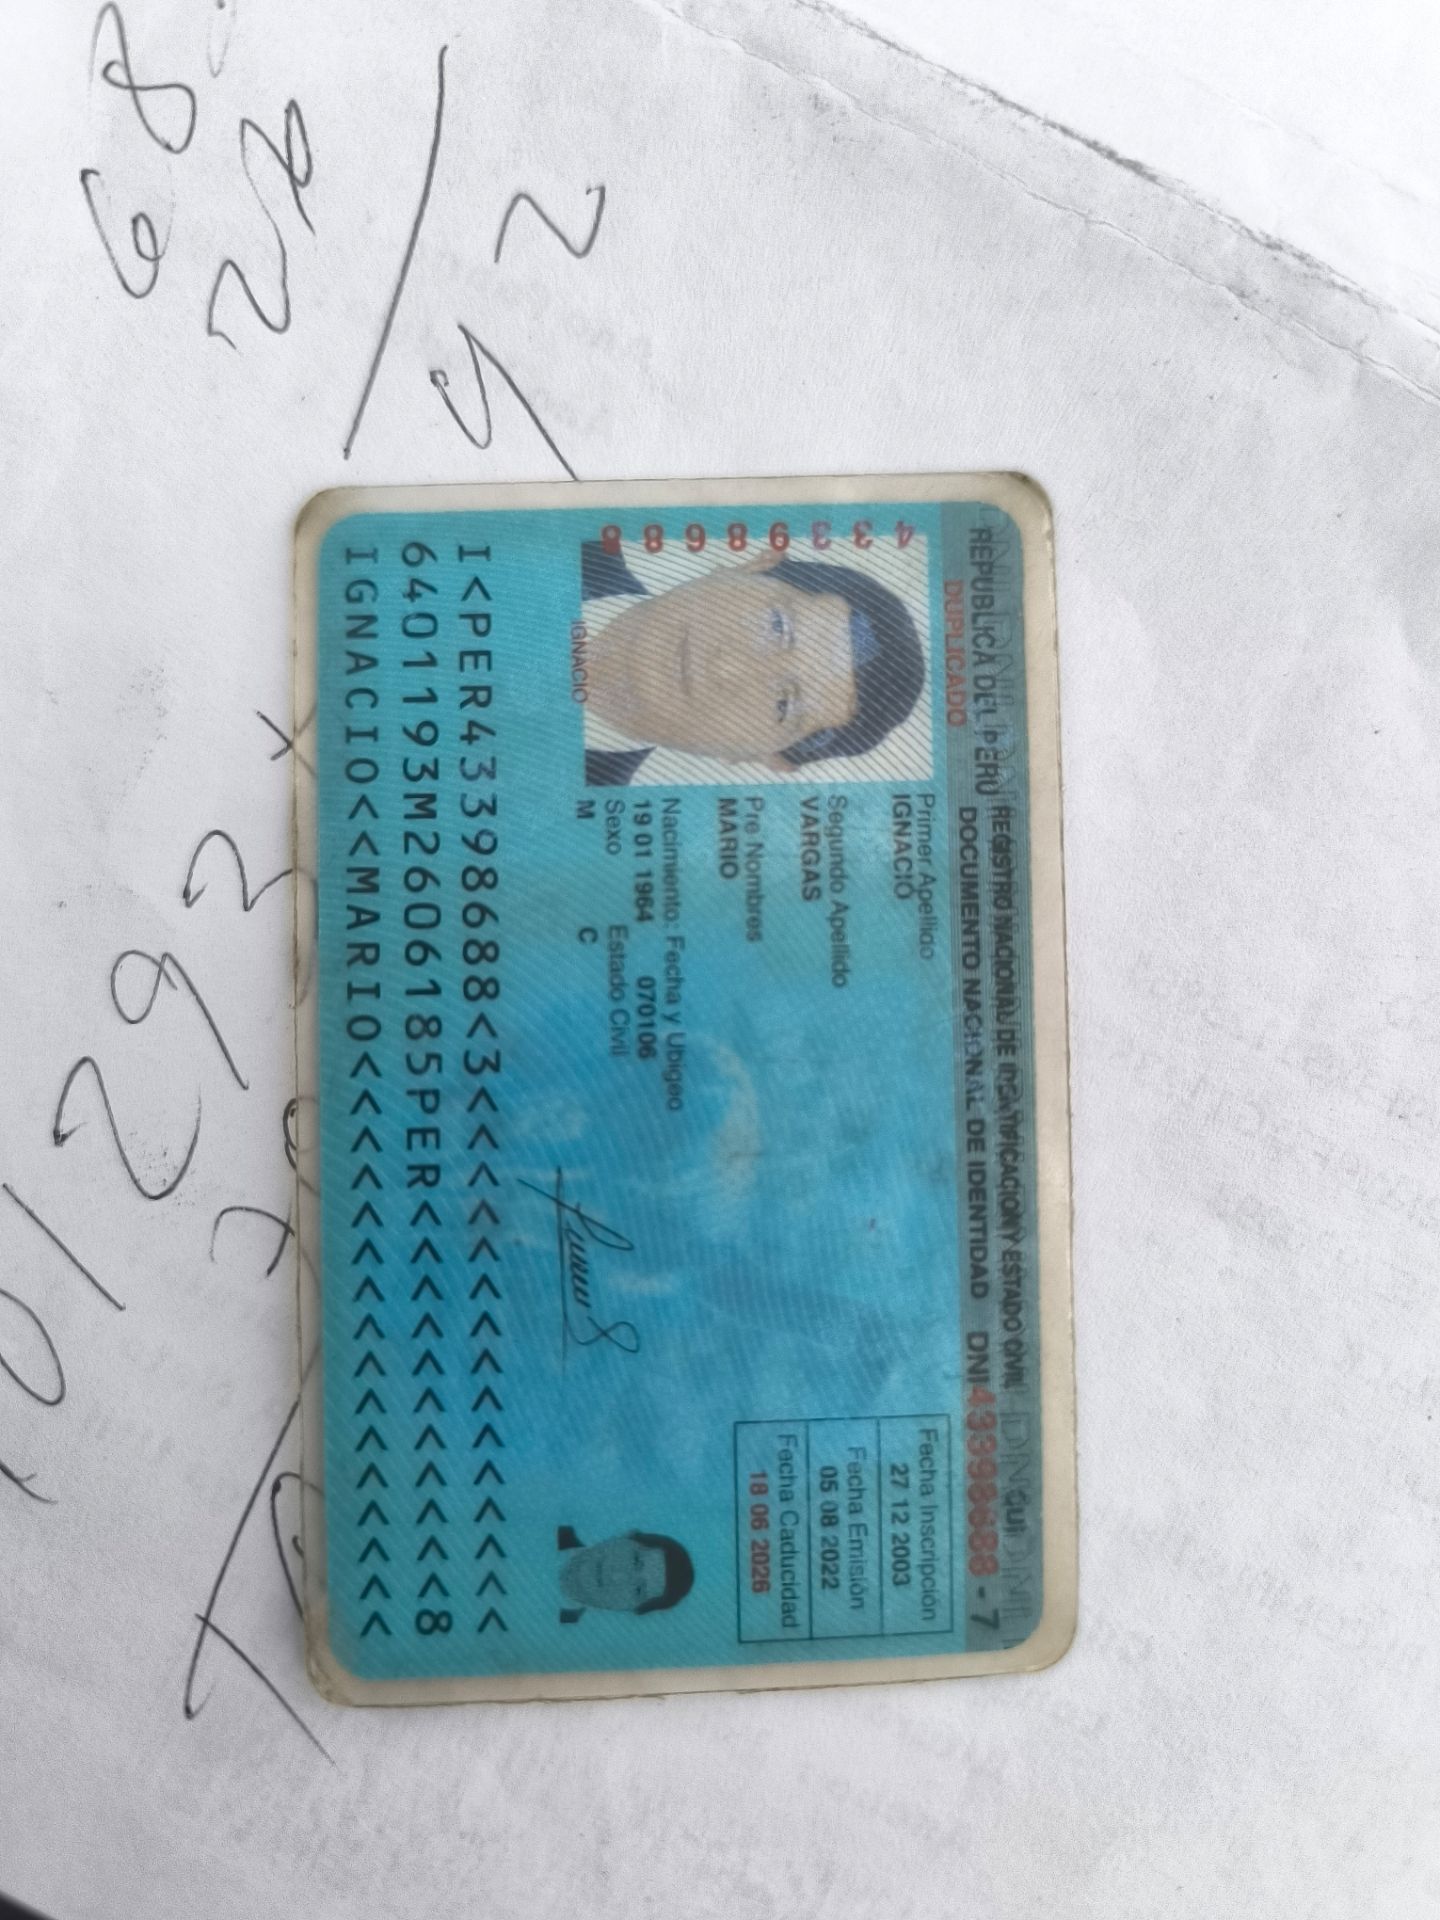 REPUBLICA DEL PERU REGISTRO NACIONAL DE IDENTIFICACION Y ESTADO CIVIL
DUPLICADO DOCUMENTO NACIONAL DE IDENTIDAD DNI 43398688 - 7
43398688
IGNACIO
Primer Apellido
IGNACIO
Segundo Apellido
VARGAS
Pre Nombres
MARIO
Nacimiento: Fecha y Ubigeo
19 01 1964 070106
Sexo Estado Civil
M C
Fecha Inscripción
27 12 2003
Fecha Emisión
05 08 2022
Fecha Caducidad
18 06 2026
I<PER43398688<3<<<<<<<<<<<<<<<
6401193M2606185PER<<<<<<<<<<<8
IGNACIO<<MARIO<<<<<<<<<<<<<<<<
68
92